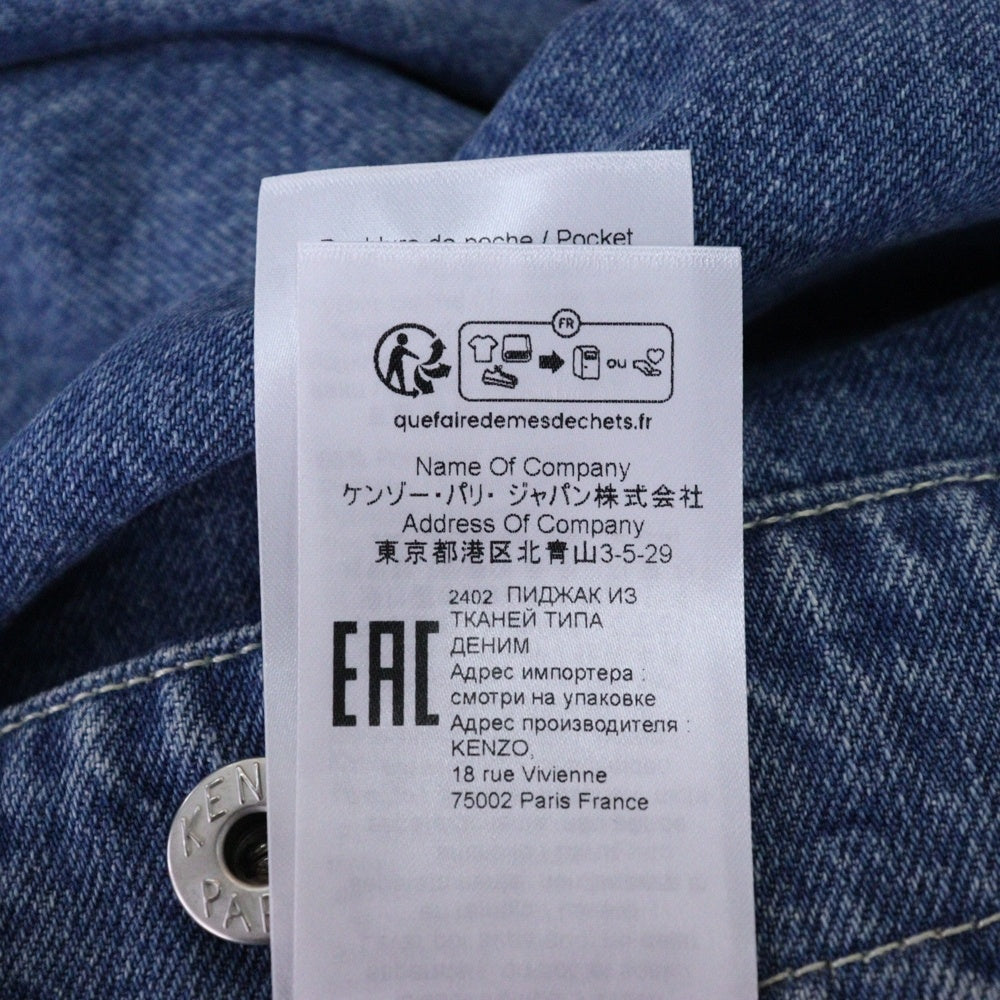 de poche / Pocket
FR
ou
quefairedemesdechets.fr
Name Of Company
ケンゾー・パリ・ジャパン株式会社
Address Of Company
東京都港区北青山3-5-29
EAC
2402 ПИДЖАК ИЗ
ТКАНЕЙ ТИПА
ДЕНИМ
Адрес импортера :
смотри на упаковке
Адрес производителя :
KENZO,
18 rue Vivienne
75002 Paris France
KEN
PAR